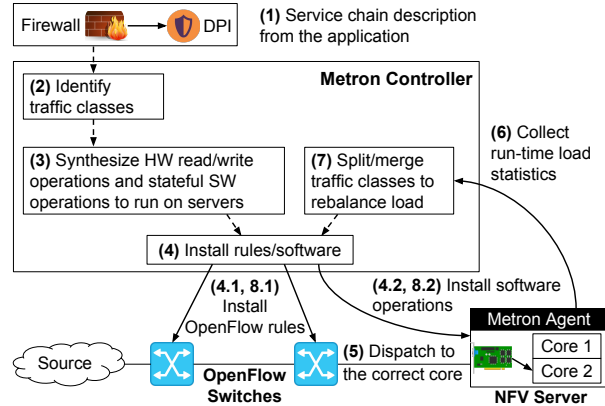 Firewall
DPI
(1) Service chain description
from the application
Metron Controller
(2) Identify
traffic classes
(3) Synthesize HW read/write
operations and stateful SW
operations to run on servers
(7) Split/merge
traffic classes to
rebalance load
(6) Collect
run-time load
statistics
(4) Install rules/software
(4.1, 8.1)
Install
OpenFlow rules
(4.2, 8.2) Install software
operations
Metron Agent
Source
(5) Dispatch to
the correct core
Core 1
Core 2
OpenFlow
Switches
NFV Server